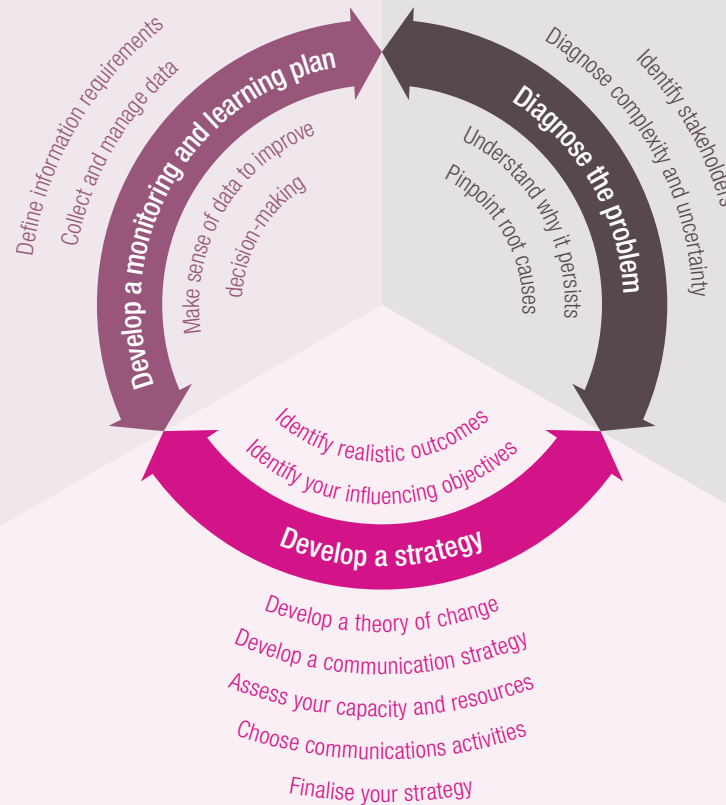 Define information requirements
Collect and manage data
Develop a monitoring and learning plan
Make sense of data to improve
decision-making
Diagnose the problem
Identify stakeholders
Diagnose complexity and uncertainty
Understand why it persists
Pinpoint root causes
Identify realistic outcomes
Identify your influencing objectives
Develop a strategy
Develop a theory of change
Develop a communication strategy
Assess your capacity and resources
Choose communications activities
Finalise your strategy